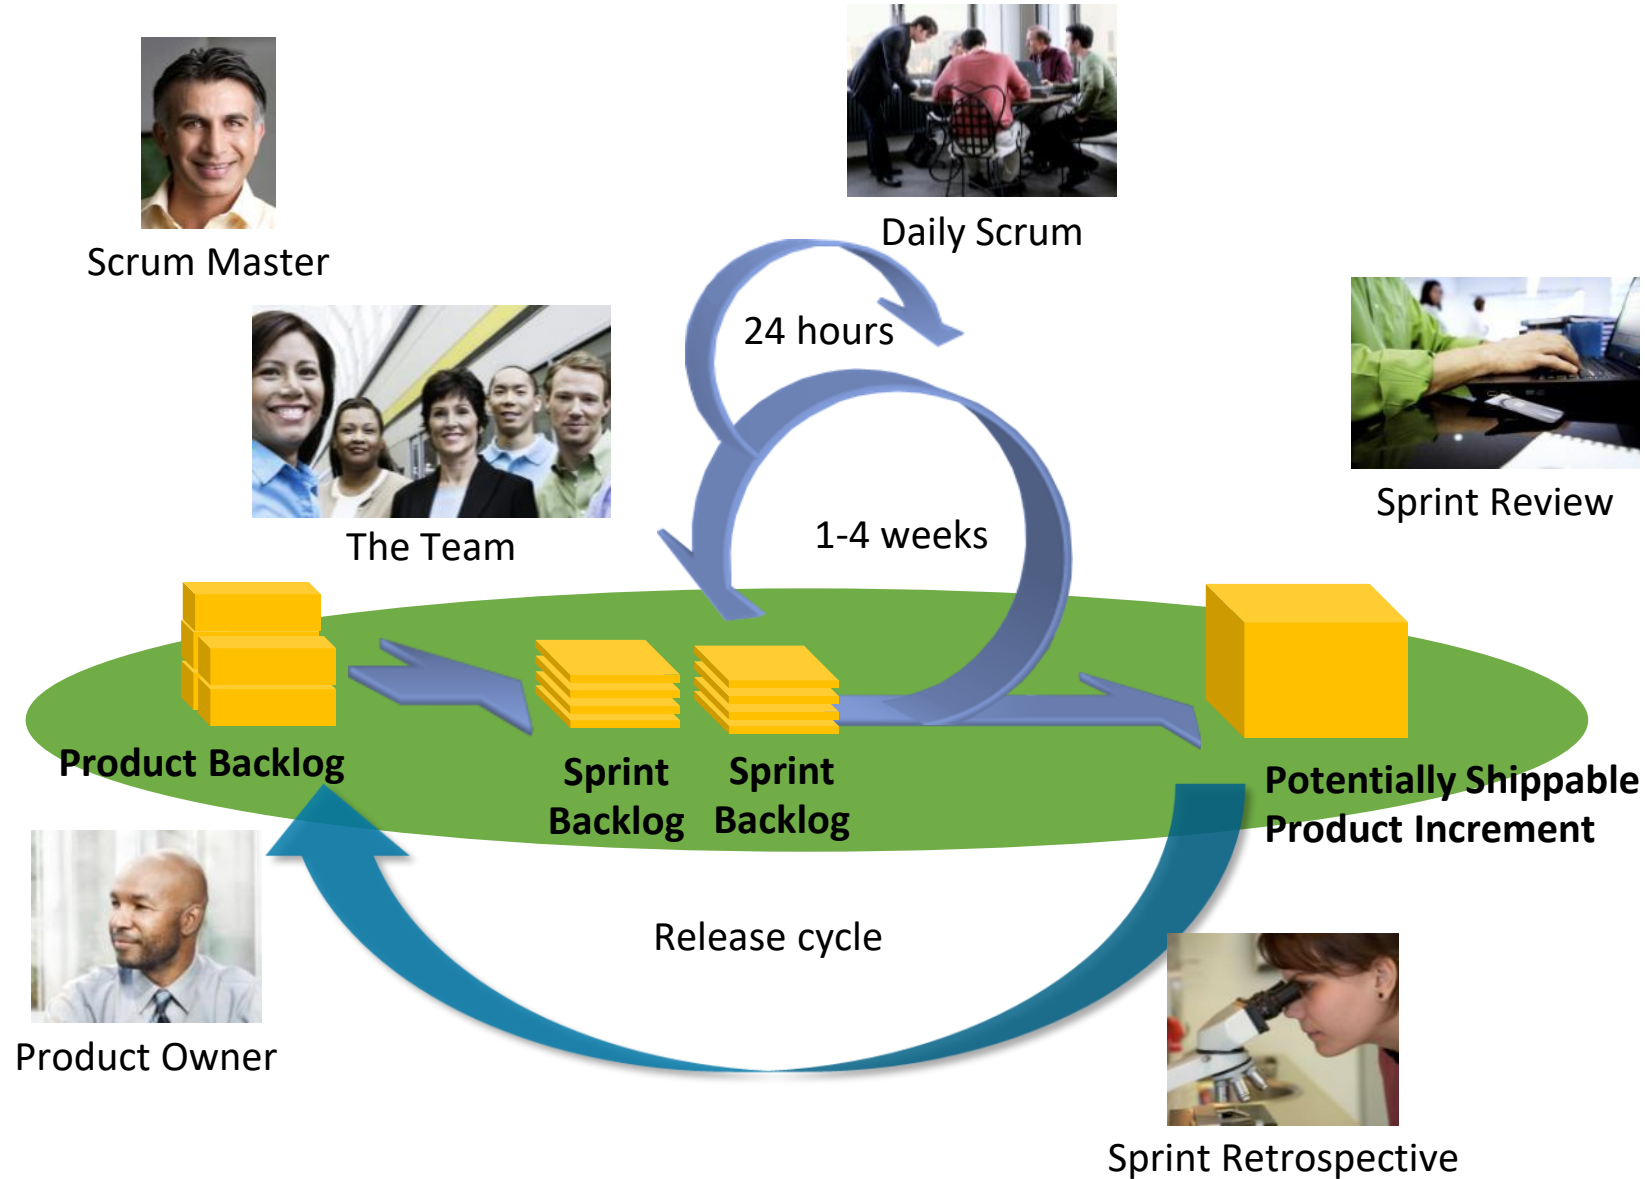 Daily Scrum
Scrum Master
24 hours
Sprint Review
1-4 weeks
The Team
Product Backlog
Sprint
Backlog
Sprint
Backlog
Potentially Shippable
Product Increment
Release cycle
Product Owner
Sprint Retrospective